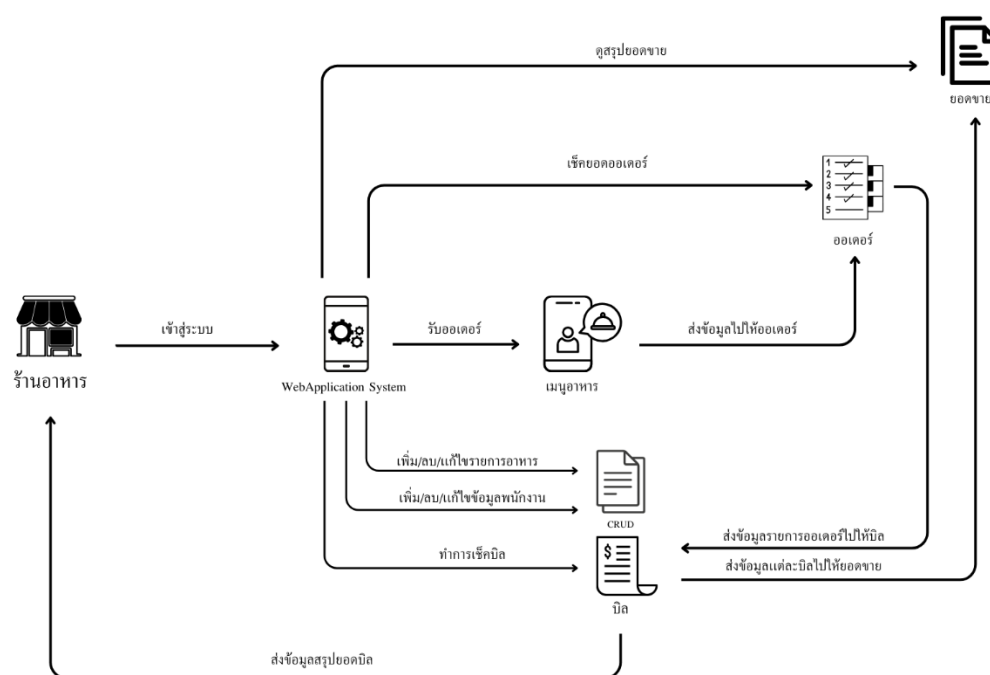 ดูสรุปยอดขาย
ยอดขาย
เช็คยอดออเดอร์
1
2
3
4
5
ออเดอร์
เข้าสู่ระบบ
รับออเดอร์
ส่งข้อมูลไปให้ออเดอร์
ร้านอาหาร
WebApplication System
เมนูอาหาร
เพิ่ม/ลบ/แก้ไขรายการอาหาร
เพิ่ม/ลบ/แก้ไขข้อมูลพนักงาน
CRUD
ส่งข้อมูลรายการออเดอร์ไปให้บิล
ทำการเช็คบิล
$
ส่งข้อมูลแต่ละบิลไปให้ยอดขาย
บิล
ส่งข้อมูลสรุปยอดบิล